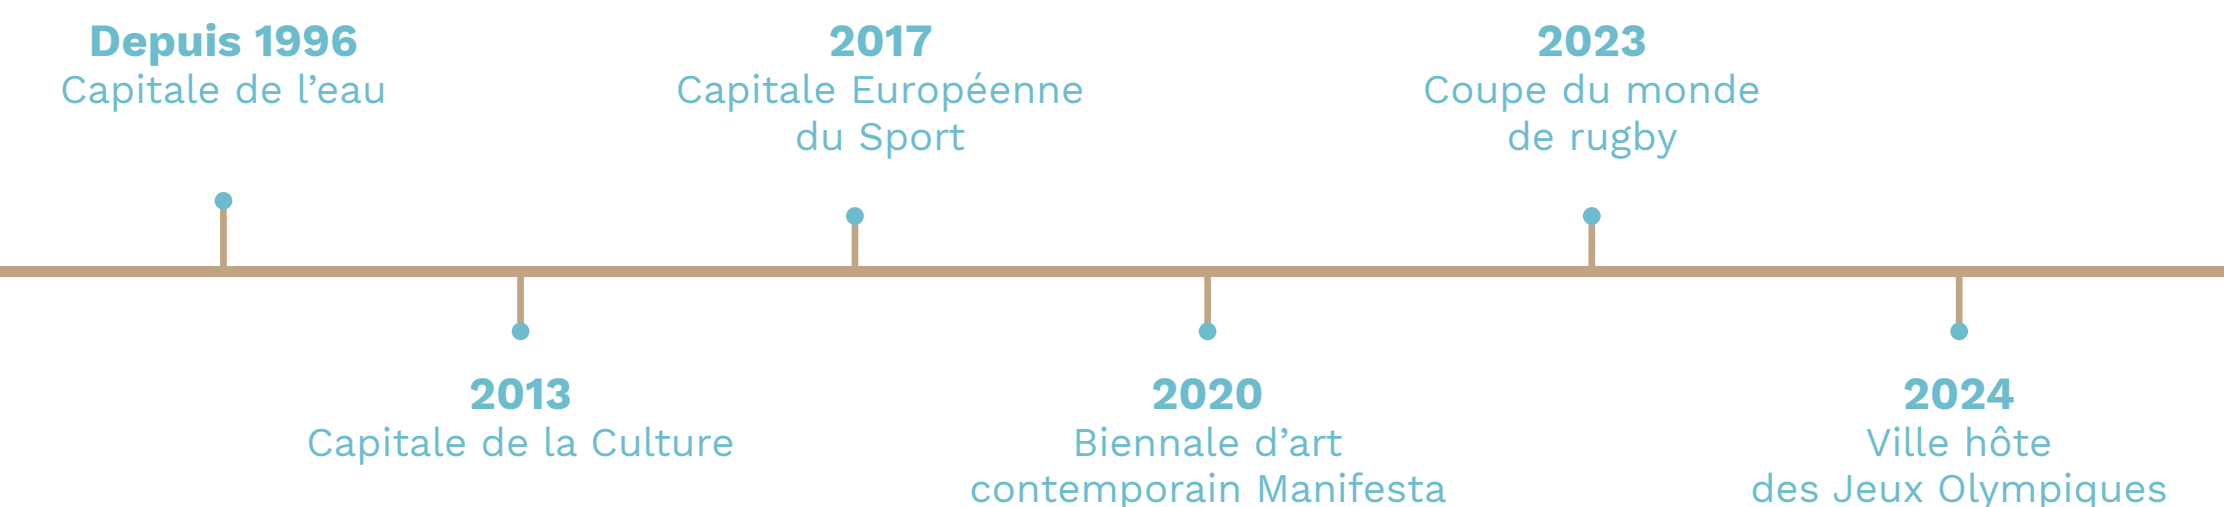 Depuis 1996
Capitale de l’eau
2013
Capitale de la Culture
2017
Capitale Européenne
du Sport
2020
Biennale d’art
contemporain Manifesta
2023
Coupe du monde
de rugby
2024
Ville hôte
des Jeux Olympiques